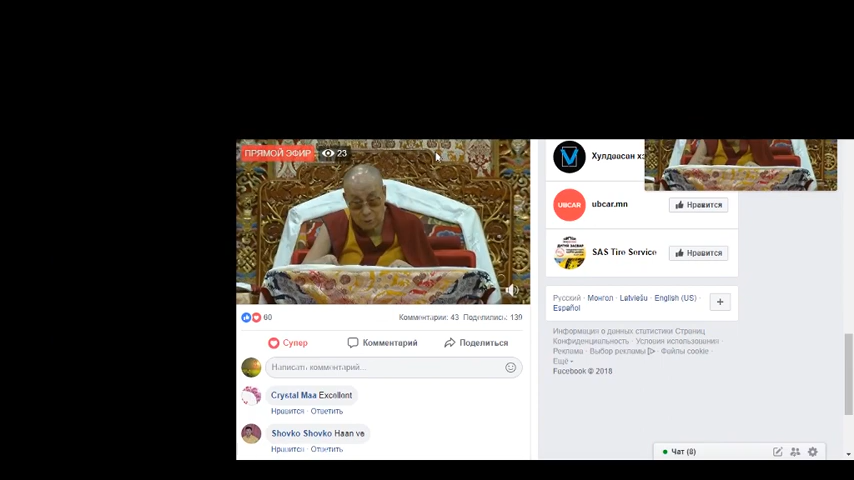 ПРЯМОЙ ЭФИР 23
60
Комментарии: 43 Поделились: 139
Супер
Комментарий
Поделиться
Написать комментарий...
Crystal Maa Excellent
Нравится · Ответить
Shovko Shovko Haan ve
Нравится · Ответить
Хулдаасан
UBCAR
ubcar.mn
Нравится
SAS Tire Service
Нравится
Русский · Монгол · Latviešu · English (US) ·
Español
Информация о данных статистики Страниц
Конфиденциальность · Условия использования ·
Реклама · Выбор рекламы · Файлы cookie ·
Ещё
Facebook © 2018
Чат (8)